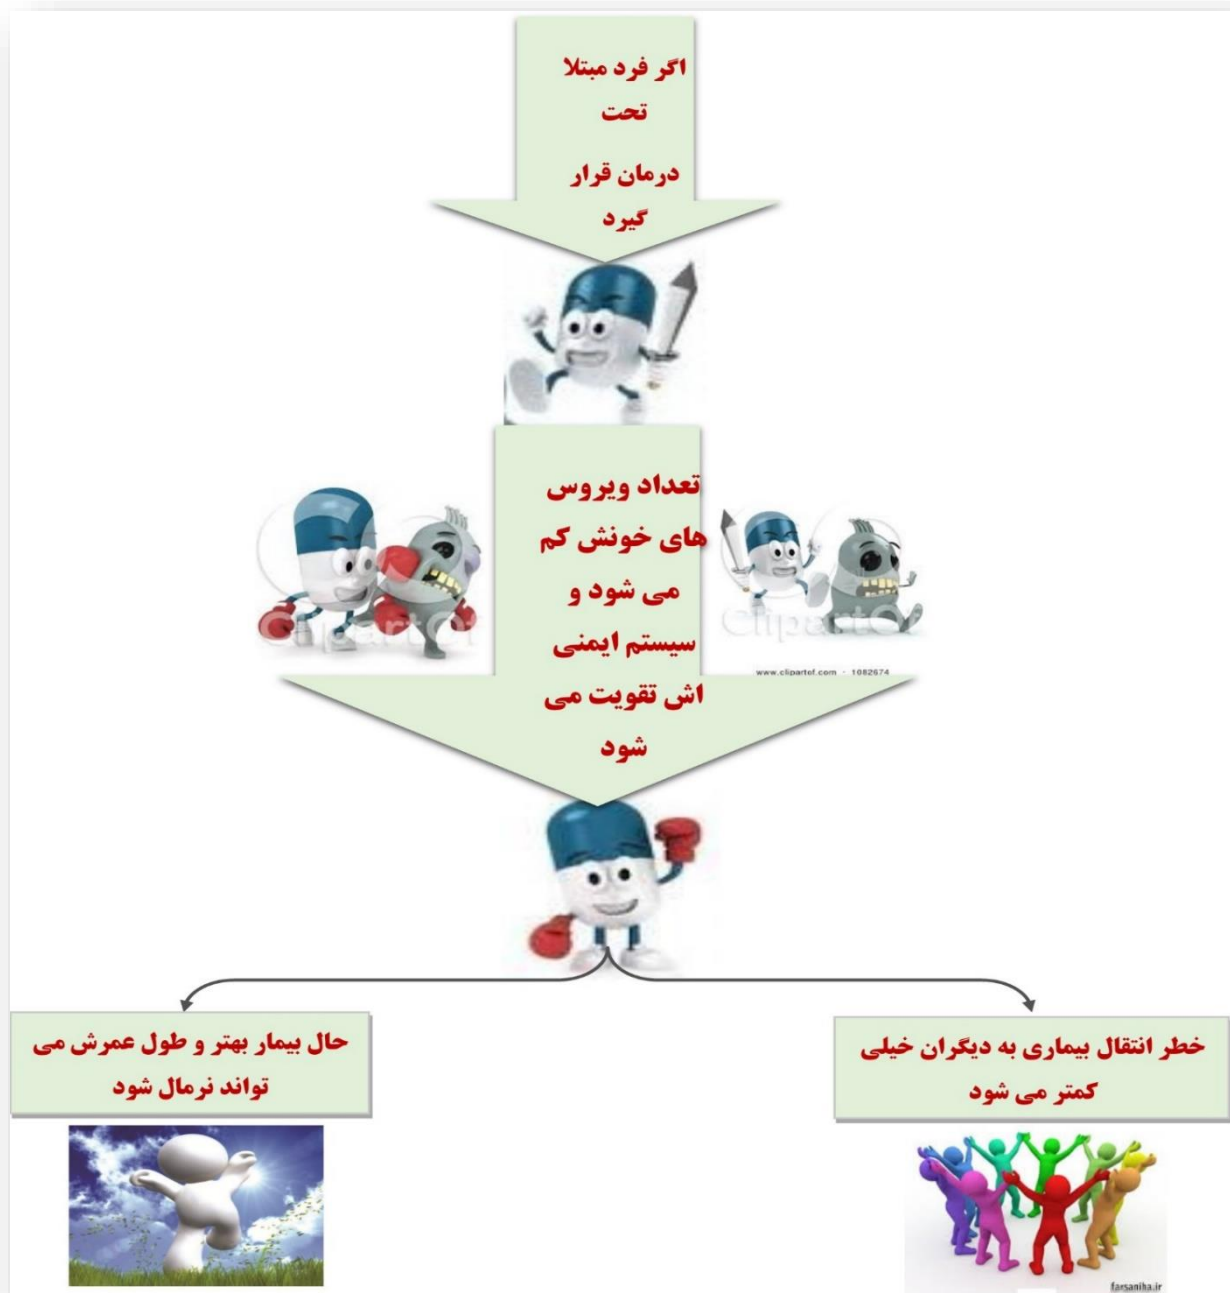 اگر فرد مبتلا
تحت
درمان قرار
گیرد
تعداد ویروس
های خونش کم
می شود و
سیستم ایمنی
اش تقویت می
شود
ClipartOf
ClipartOf
www.clipartof.com - 1082674
حال بیمار بهتر و طول عمرش می
تواند نرمال شود
خطر انتقال بیماری به دیگران خیلی
کمتر می شود
farsaniha.ir